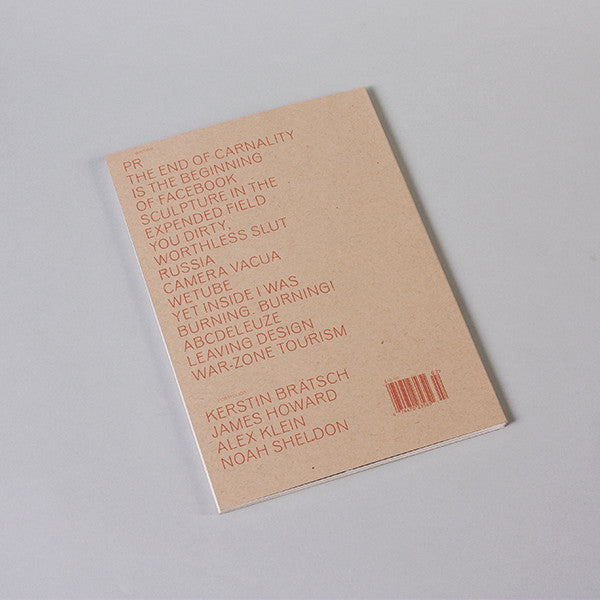 PR
THE END OF CARNALITY
IS THE BEGINNING
OF FACEBOOK
SCULPTURE IN THE
EXPENDED FIELD
YOU DIRTY,
WORTHLESS SLUT
RUSSIA
CAMERA VACUA
WETUBE
YET INSIDE I WAS
BURNING. BURNING!
ABCDELEUZE
LEAVING DESIGN
WAR-ZONE TOURISM
KERSTIN BRÄTSCH
JAMES HOWARD
ALEX KLEIN
NOAH SHELDON